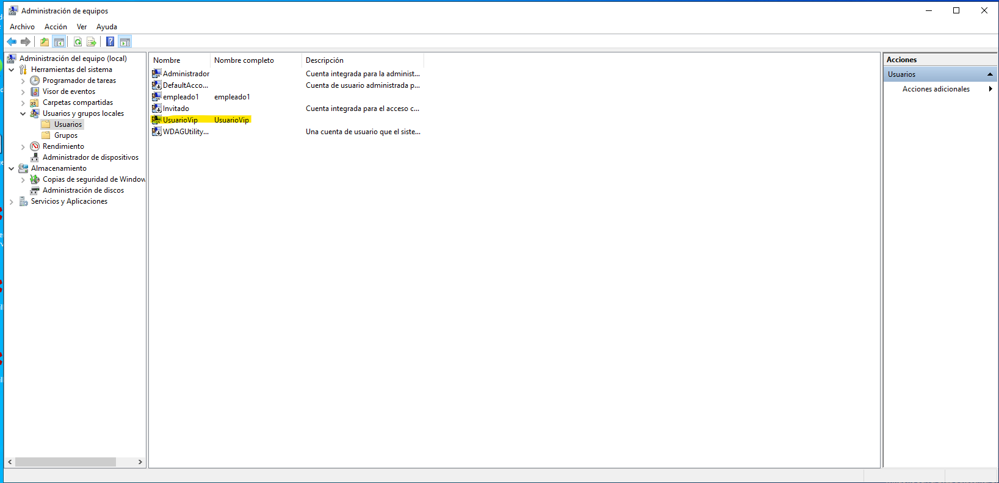 Administración de equipos
Archivo Acción Ver Ayuda
Administración del equipo (local)
Herramientas del sistema
Programador de tareas
Visor de eventos
Carpetas compartidas
Usuarios y grupos locales
Usuarios
Grupos
Rendimiento
Administrador de dispositivos
Almacenamiento
Copias de seguridad de Window
Administración de discos
Servicios y Aplicaciones
Nombre Nombre completo Descripción
Administrador Cuenta integrada para la administ...
DefaultAcco... Cuenta de usuario administrada p...
empleado1 empleado1
Invitado Cuenta integrada para el acceso c...
UsuarioVip UsuarioVip
WDAGUtility... Una cuenta de usuario que el siste...
Acciones
Usuarios
Acciones adicionales